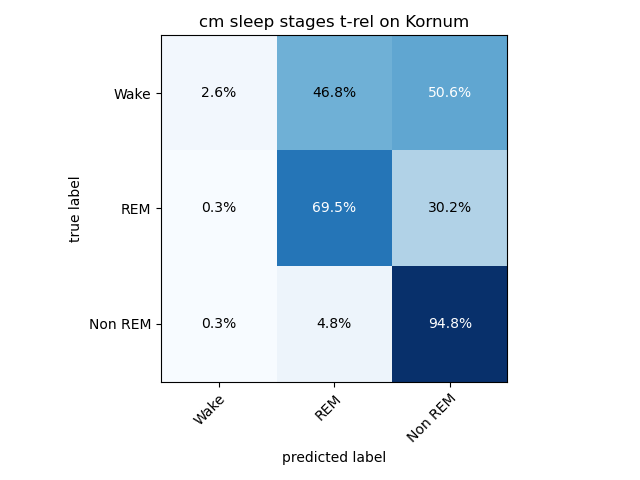 cm sleep stages t-rel on Kornum
Wake 2.6% 46.8% 50.6%
REM 0.3% 69.5% 30.2%
Non REM 0.3% 4.8% 94.8%
true label
Wake REM Non REM
predicted label